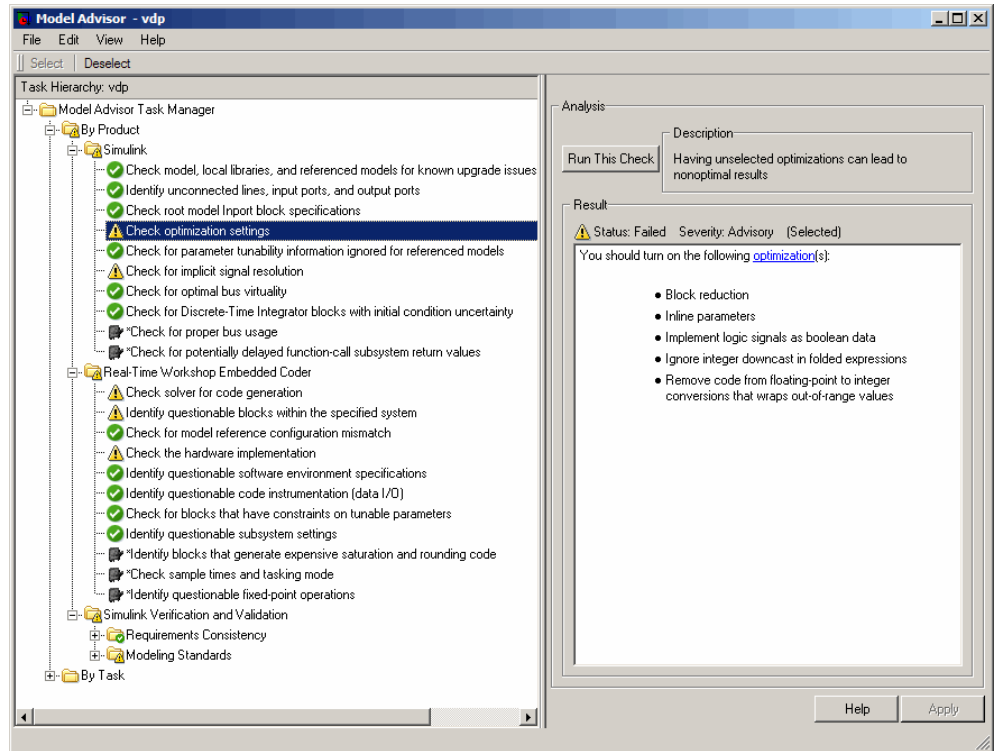 Model Advisor - vdp
File Edit View Help
Select Deselect
Task Hierarchy: vdp
Model Advisor Task Manager
By Product
Simulink
Check model, local libraries, and referenced models for known upgrade issues
Identify unconnected lines, input ports, and output ports
Check root model Inport block specifications
Check optimization settings
Check for parameter tunability information ignored for referenced models
Check for implicit signal resolution
Check for optimal bus virtuality
Check for Discrete-Time Integrator blocks with initial condition uncertainty
*Check for proper bus usage
*Check for potentially delayed function-call subsystem return values
Real-Time Workshop Embedded Coder
Check solver for code generation
Identify questionable blocks within the specified system
Check for model reference configuration mismatch
Check the hardware implementation
Identify questionable software environment specifications
Identify questionable code instrumentation (data I/O)
Check for blocks that have constraints on tunable parameters
Identify questionable subsystem settings
*Identify blocks that generate expensive saturation and rounding code
*Check sample times and tasking mode
*Identify questionable fixed-point operations
Simulink Verification and Validation
Requirements Consistency
Modeling Standards
By Task
Analysis
Run This Check
Description
Having unselected optimizations can lead to
nonoptimal results
Result
Status: Failed Severity: Advisory (Selected)
You should turn on the following optimization(s):
• Block reduction
• Inline parameters
• Implement logic signals as boolean data
• Ignore integer downcast in folded expressions
• Remove code from floating-point to integer
conversions that wraps out-of-range values
Help Apply